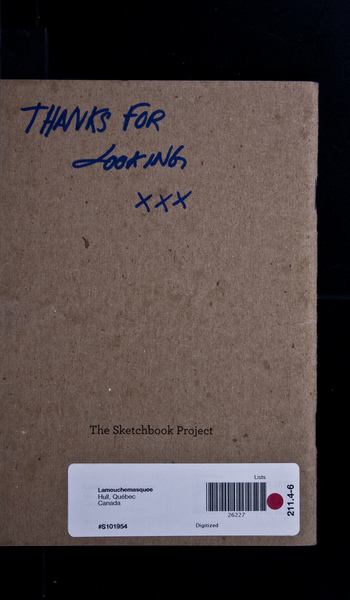 THANKS FOR
LOOKING
XXX
The Sketchbook Project
Lists
Lamouchemasquee
Hull, Québec
Canada
26227
211.4-6
#S101954
Digitized